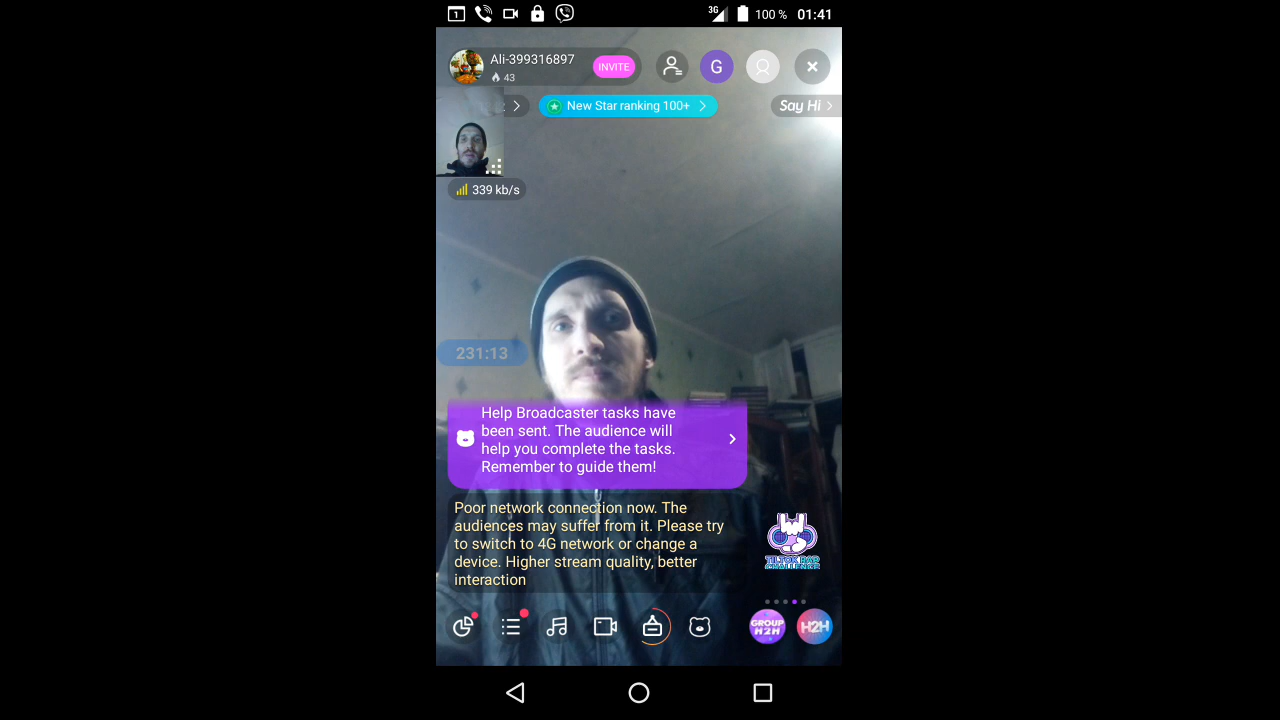 1
3G
100 %
01:41
Ali-399316897
43
INVITE
G
New Star ranking 100+
Say Hi
339 kb/s
231:13
Help Broadcaster tasks have
been sent. The audience will
help you complete the tasks.
Remember to guide them!
Poor network connection now. The
audiences may suffer from it. Please try
to switch to 4G network or change a
device. Higher stream quality, better
interaction
CHALLENGE
GROUP
H2H
H2H